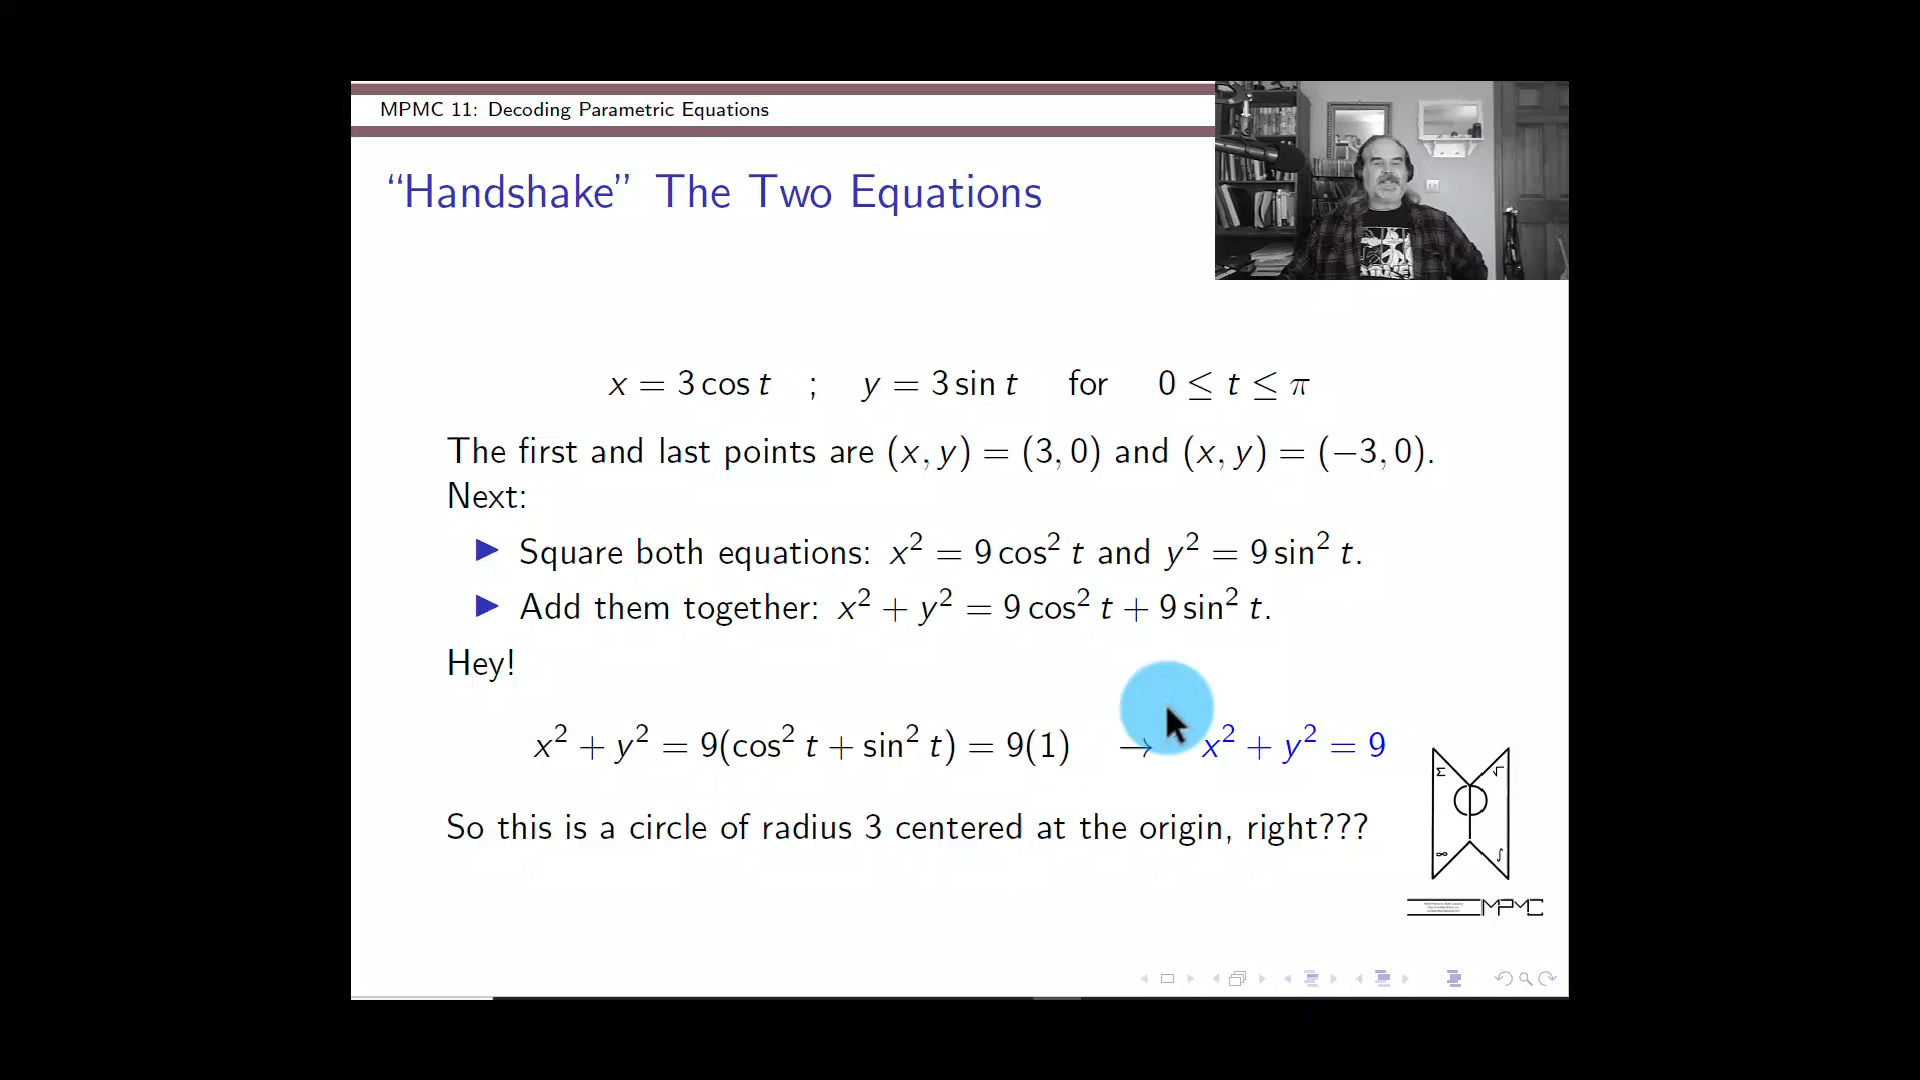 MPMC 11: Decoding Parametric Equations
“Handshake” The Two Equations
x = 3 cos t ; y = 3 sin t for 0 ≤ t ≤ π
The first and last points are (x, y) = (3, 0) and (x, y) = (−3, 0).
Next:
▶ Square both equations: x² = 9 cos² t and y² = 9 sin² t.
▶ Add them together: x² + y² = 9 cos² t + 9 sin² t.
Hey!
x² + y² = 9(cos² t + sin² t) = 9(1) → x² + y² = 9
So this is a circle of radius 3 centered at the origin, right???
Σ √
∞ ∫
MPMC